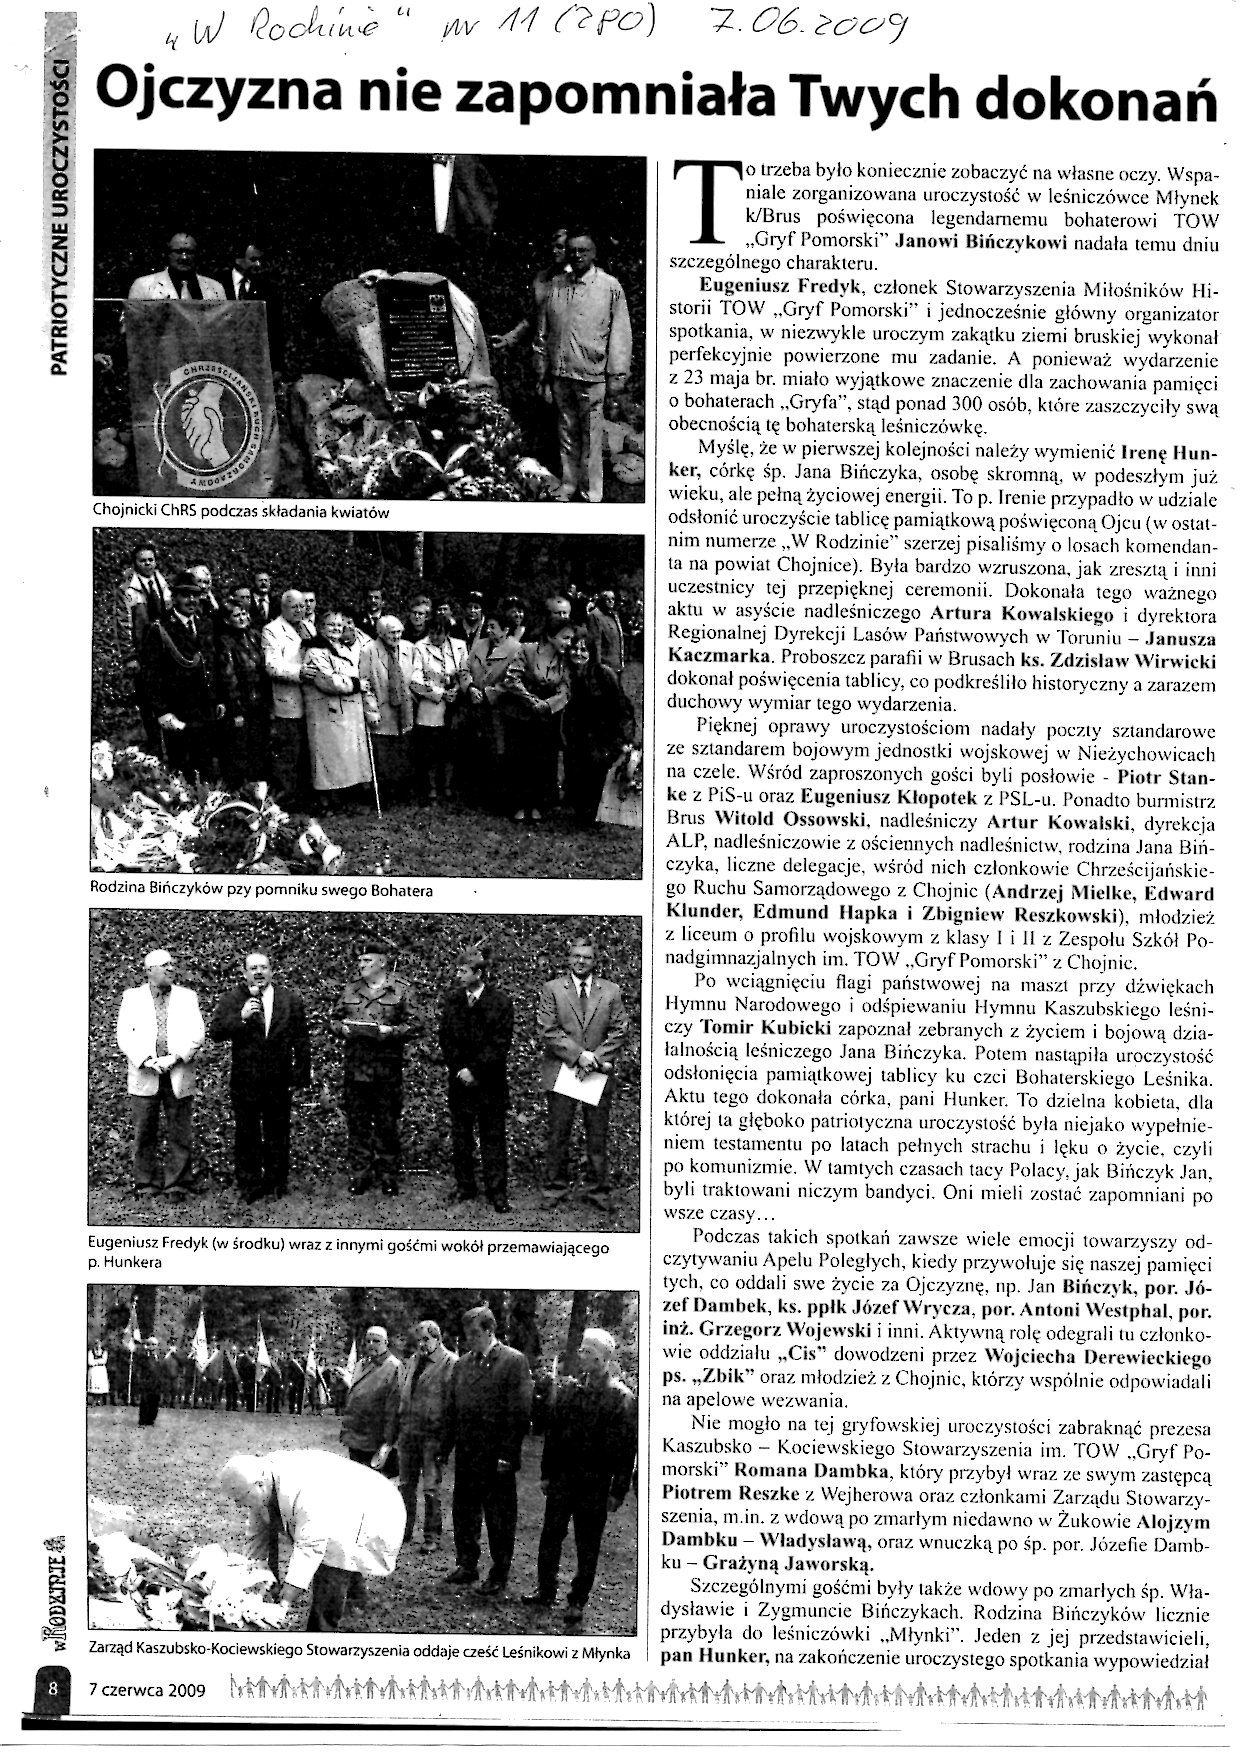 „W Rodzinie" nr 11 (280) 7.06.2009
PATRIOTYCZNE UROCZYSTOŚCI
Ojczyzna nie zapomniała Twych dokonań
CHRZEŚCIJAŃSKI RUCH SAMORZĄDOWY
Chojnicki ChRS podczas składania kwiatów
Rodzina Bińczyków pzy pomniku swego Bohatera
Eugeniusz Fredyk (w środku) wraz z innymi gośćmi wokół przemawiającego
p. Hunkera
Zarząd Kaszubsko-Kociewskiego Stowarzyszenia oddaje cześć Leśnikowi z Młynka
To trzeba było koniecznie zobaczyć na własne oczy. Wspa-
niale zorganizowana uroczystość w leśniczówce Młynek
k/Brus poświęcona legendarnemu bohaterowi TOW
„Gryf Pomorski" Janowi Bińczykowi nadała temu dniu
szczególnego charakteru.
Eugeniusz Fredyk, członek Stowarzyszenia Miłośników Hi-
storii TOW „Gryf Pomorski" i jednocześnie główny organizator
spotkania, w niezwykle uroczym zakątku ziemi bruskiej wykonał
perfekcyjnie powierzone mu zadanie. A ponieważ wydarzenie
z 23 maja br. miało wyjątkowe znaczenie dla zachowania pamięci
o bohaterach „Gryfa", stąd ponad 300 osób, które zaszczyciły swą
obecnością tę bohaterską leśniczówkę.
Myślę, że w pierwszej kolejności należy wymienić Irenę Hun-
ker, córkę śp. Jana Bińczyka, osobę skromną, w podeszłym już
wieku, ale pełną życiowej energii. To p. Irenie przypadło w udziale
odsłonić uroczyście tablicę pamiątkową poświęconą Ojcu (w ostat-
nim numerze „W Rodzinie" szerzej pisaliśmy o losach komendan-
ta na powiat Chojnice). Była bardzo wzruszona, jak zresztą i inni
uczestnicy tej przepięknej ceremonii. Dokonała tego ważnego
aktu w asyście nadleśniczego Artura Kowalskiego i dyrektora
Regionalnej Dyrekcji Lasów Państwowych w Toruniu – Janusza
Kaczmarka. Proboszcz parafii w Brusach ks. Zdzisław Wirwicki
dokonał poświęcenia tablicy, co podkreśliło historyczny a zarazem
duchowy wymiar tego wydarzenia.
Pięknej oprawy uroczystościom nadały poczty sztandarowe
ze sztandarem bojowym jednostki wojskowej w Nieżychowicach
na czele. Wśród zaproszonych gości byli posłowie - Piotr Stan-
ke z PiS-u oraz Eugeniusz Kłopotek z PSL-u. Ponadto burmistrz
Brus Witold Ossowski, nadleśniczy Artur Kowalski, dyrekcja
ALP, nadleśniczowie z ościennych nadleśnictw, rodzina Jana Biń-
czyka, liczne delegacje, wśród nich członkowie Chrześcijańskie-
go Ruchu Samorządowego z Chojnic (Andrzej Mielke, Edward
Klunder, Edmund Hapka i Zbigniew Reszkowski), młodzież
z liceum o profilu wojskowym z klasy I i II z Zespołu Szkół Po-
nadgimnazjalnych im. TOW „Gryf Pomorski" z Chojnic.
Po wciągnięciu flagi państwowej na maszt przy dźwiękach
Hymnu Narodowego i odśpiewaniu Hymnu Kaszubskiego leśni-
czy Tomir Kubicki zapoznał zebranych z życiem i bojową dzia-
łalnością leśniczego Jana Bińczyka. Potem nastąpiła uroczystość
odsłonięcia pamiątkowej tablicy ku czci Bohaterskiego Leśnika.
Aktu tego dokonała córka, pani Hunker. To dzielna kobieta, dla
której ta głęboko patriotyczna uroczystość była niejako wypełnie-
niem testamentu po latach pełnych strachu i lęku o życie, czyli
po komunizmie. W tamtych czasach tacy Polacy, jak Bińczyk Jan,
byli traktowani niczym bandyci. Oni mieli zostać zapomniani po
wsze czasy...
Podczas takich spotkań zawsze wiele emocji towarzyszy od-
czytywaniu Apelu Poległych, kiedy przywołuje się naszej pamięci
tych, co oddali swe życie za Ojczyznę, np. Jan Bińczyk, por. Jó-
zef Dambek, ks. ppłk Józef Wrycza, por. Antoni Westphal, por.
inż. Grzegorz Wojewski i inni. Aktywną rolę odegrali tu członko-
wie oddziału „Cis" dowodzeni przez Wojciecha Derewieckiego
ps. „Zbik" oraz młodzież z Chojnic, którzy wspólnie odpowiadali
na apelowe wezwania.
Nie mogło na tej gryfowskiej uroczystości zabraknąć prezesa
Kaszubsko – Kociewskiego Stowarzyszenia im. TOW „Gryf Po-
morski" Romana Dambka, który przybył wraz ze swym zastępcą
Piotrem Reszke z Wejherowa oraz członkami Zarządu Stowarzy-
szenia, m.in. z wdową po zmarłym niedawno w Żukowie Alojzym
Dambku – Władysławą, oraz wnuczką po śp. por. Józefie Damb-
ku – Grażyną Jaworską.
Szczególnymi gośćmi były także wdowy po zmarłych śp. Wła-
dysławie i Zygmuncie Bińczykach. Rodzina Bińczyków licznie
przybyła do leśniczówki „Młynki". Jeden z jej przedstawicieli,
pan Hunker, na zakończenie uroczystego spotkania wypowiedział
wRODZINIE
8
7 czerwca 2009